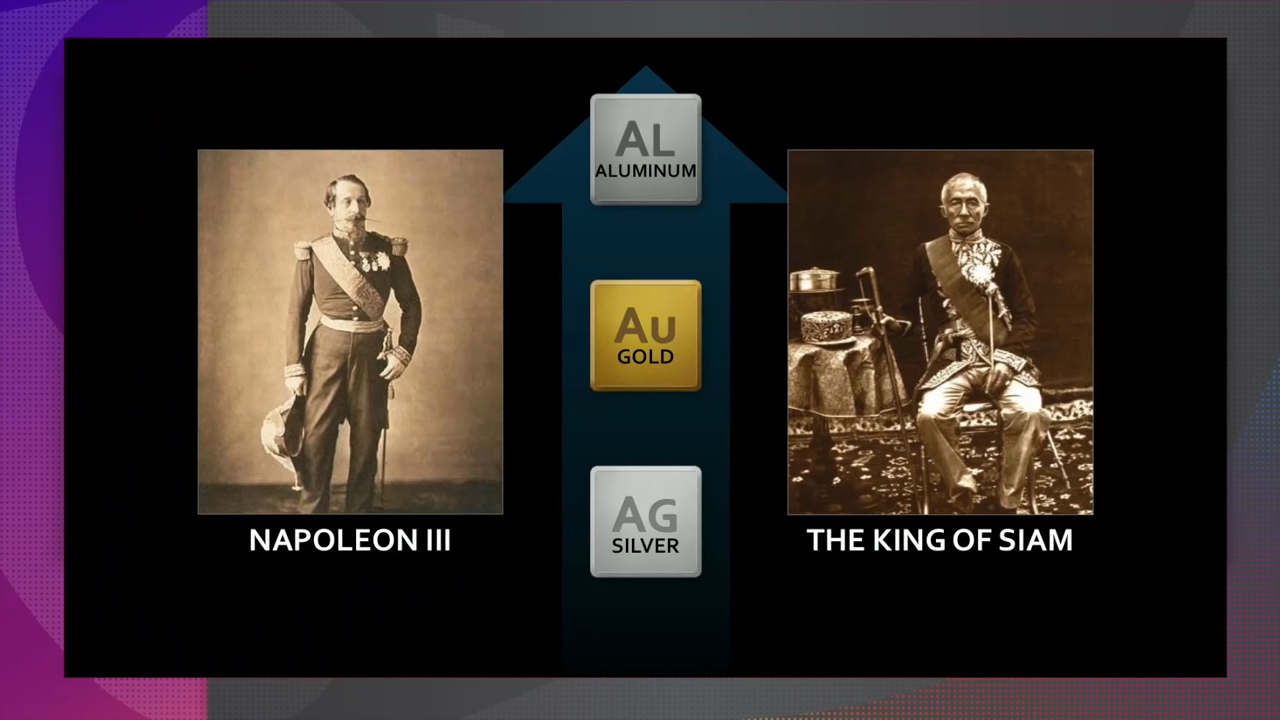 AL
ALUMINUM
Au
GOLD
AG
SILVER
NAPOLEON III
THE KING OF SIAM